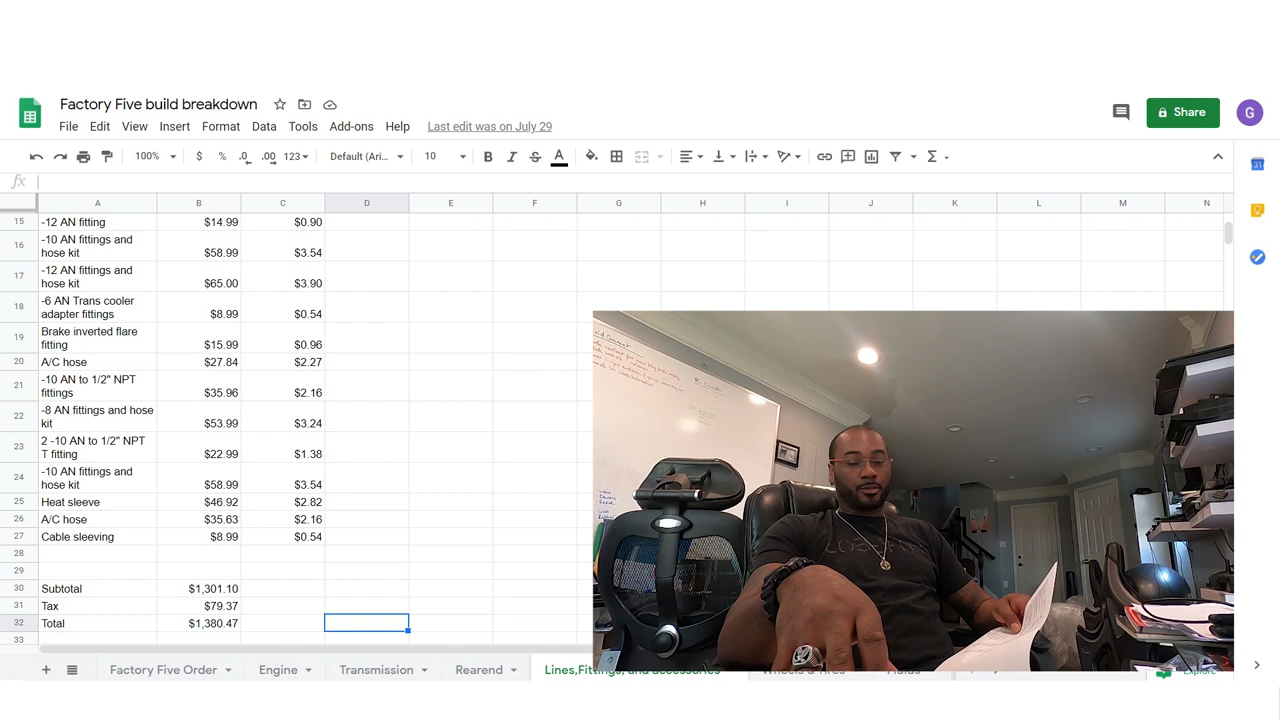 Factory Five build breakdown
File Edit View Insert Format Data Tools Add-ons Help Last edit was on July 29
Share
G
100% $ % .0 .00 123 Default (Ari... 10 B I S A
31
fx
A B C D E F G H I J K L M N
15 -12 AN fitting $14.99 $0.90
16 -10 AN fittings and
hose kit $58.99 $3.54
17 -12 AN fittings and
hose kit $65.00 $3.90
18 -6 AN Trans cooler
adapter fittings $8.99 $0.54
19 Brake inverted flare
fitting $15.99 $0.96
20 A/C hose $27.84 $2.27
21 -10 AN to 1/2" NPT
fittings $35.96 $2.16
22 -8 AN fittings and hose
kit $53.99 $3.24
23 2 -10 AN to 1/2" NPT
T fitting $22.99 $1.38
24 -10 AN fittings and
hose kit $58.99 $3.54
25 Heat sleeve $46.92 $2.82
26 A/C hose $35.63 $2.16
27 Cable sleeving $8.99 $0.54
28
29
30 Subtotal $1,301.10
31 Tax $79.37
32 Total $1,380.47
33
Factory Five Order Engine Transmission Rearend Lines,Fittings, and accessories Wheels & Tires Fluids Explore